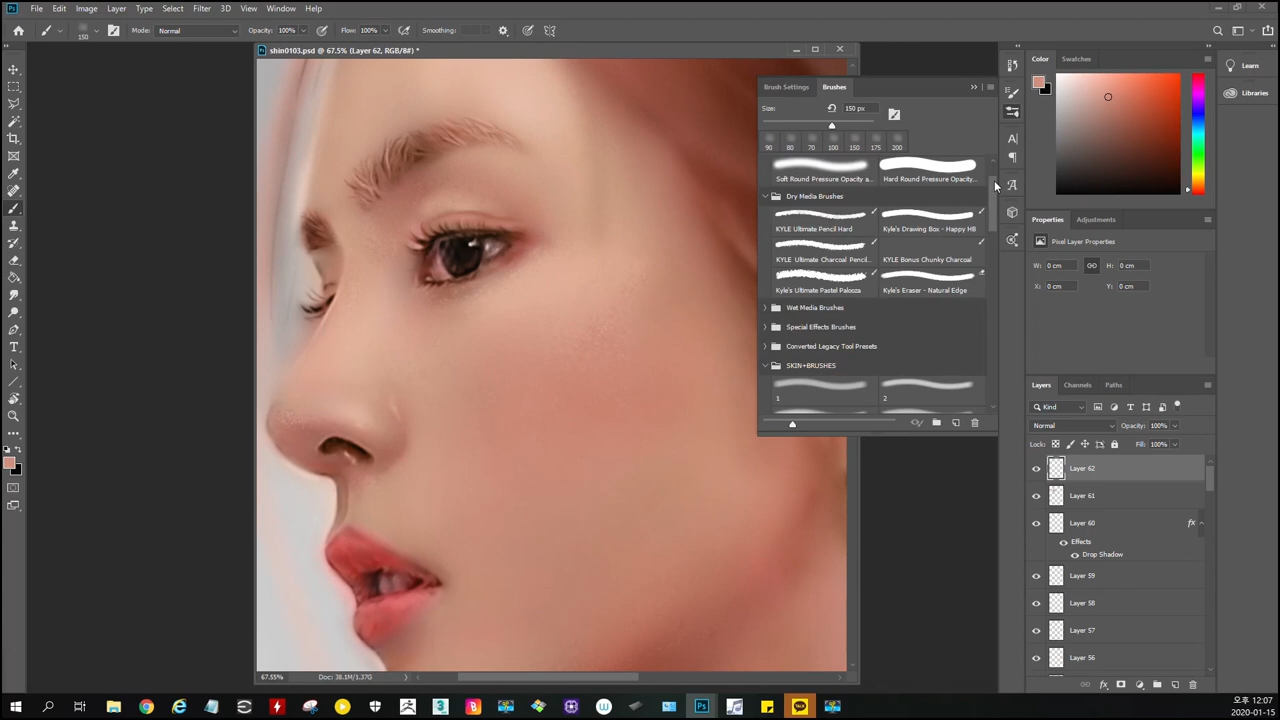 File Edit Image Layer Type Select Filter 3D View Window Help
150 Mode: Normal Opacity: 100% Flow: 100% Smoothing:
shin0103.psd @ 67.5% (Layer 62, RGB/8#) *
Brush Settings Brushes
Size: 150 px
90 80 70 100 150 175 200
Soft Round Pressure Opacity a... Hard Round Pressure Opacity...
Dry Media Brushes
KYLE Ultimate Pencil Hard Kyle's Drawing Box - Happy HB
KYLE Ultimate Charcoal Pencil... KYLE Bonus Chunky Charcoal
Kyle's Ultimate Pastel Palooza Kyle's Eraser - Natural Edge
Wet Media Brushes
Special Effects Brushes
Converted Legacy Tool Presets
SKIN+BRUSHES
1 2
Color Swatches
Learn
Libraries
Properties Adjustments
Pixel Layer Properties
W: 0 cm H: 0 cm
X: 0 cm Y: 0 cm
Layers Channels Paths
Kind
Normal Opacity: 100%
Lock: Fill: 100%
Layer 62
Layer 61
Layer 60 fx
Effects
Drop Shadow
Layer 59
Layer 58
Layer 57
Layer 56
67.55% Doc: 38.1M/1.37G
오후 12:07
2020-01-15